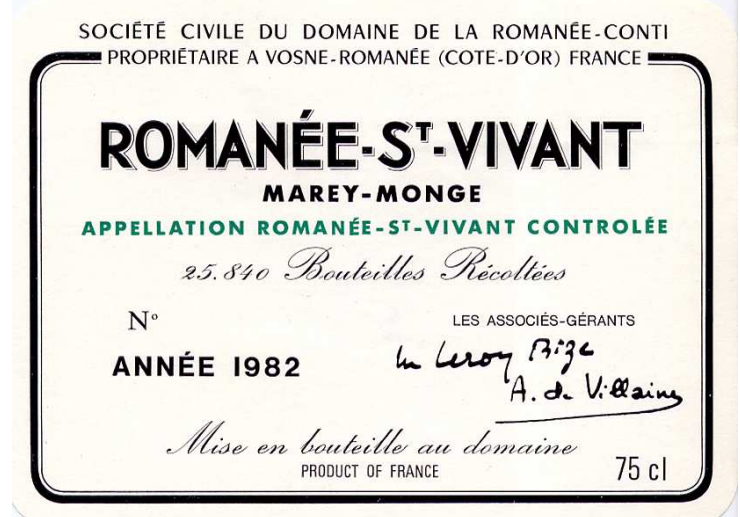 SOCIÉTÉ CIVILE DU DOMAINE DE LA ROMANÉE-CONTI
PROPRIÉTAIRE A VOSNE-ROMANÉE (COTE-D'OR) FRANCE
ROMANÉE-Sᵀ-VIVANT
MAREY-MONGE
APPELLATION ROMANÉE-Sᵀ-VIVANT CONTROLÉE
25.840 Bouteilles Récoltées
N°
LES ASSOCIÉS-GÉRANTS
ANNÉE 1982
Leroy Bize
A. de Villaine
Mise en bouteille au domaine
PRODUCT OF FRANCE
75 cl